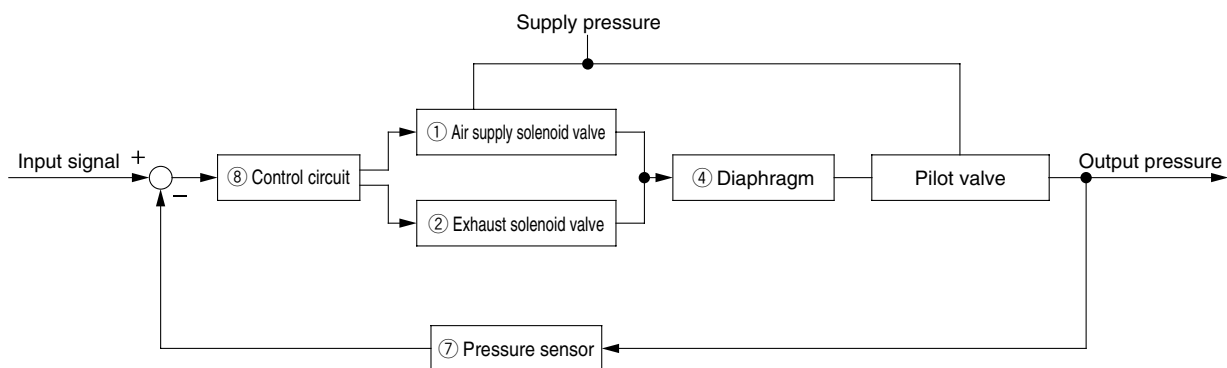 Supply pressure
① Air supply solenoid valve
Input signal
+
−
⑧ Control circuit
④ Diaphragm
Pilot valve
Output pressure
② Exhaust solenoid valve
⑦ Pressure sensor